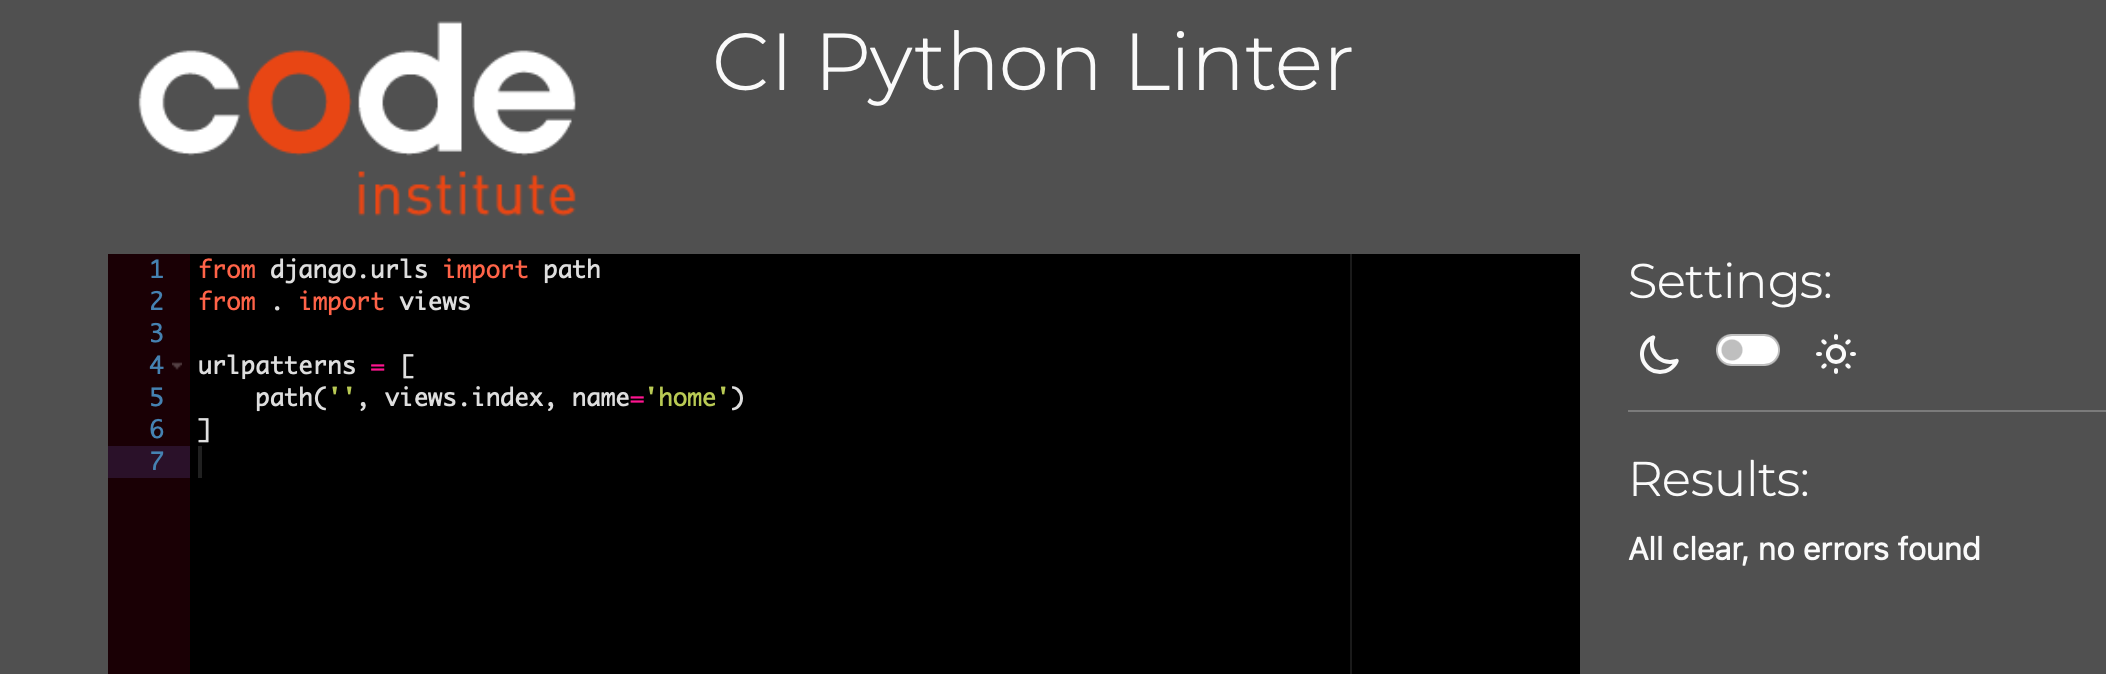 code
institute
CI Python Linter
1 from django.urls import path
2 from . import views
3
4 urlpatterns = [
5     path('', views.index, name='home')
6 ]
7
Settings:
Results:
All clear, no errors found